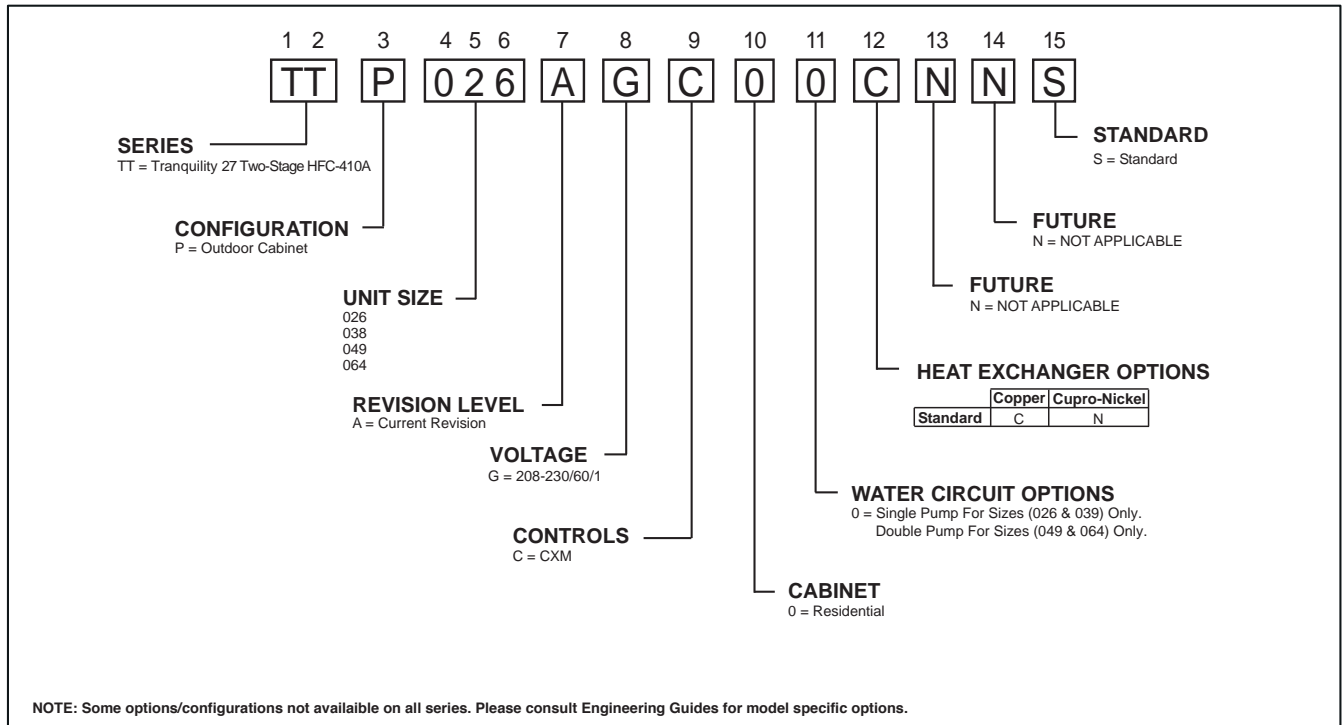 1 2 3 4 5 6 7 8 9 10 11 12 13 14 15
TT P 0 2 6 A G C 0 0 C N N S
SERIES
TT = Tranquility 27 Two-Stage HFC-410A
STANDARD
S = Standard
CONFIGURATION
P = Outdoor Cabinet
FUTURE
N = NOT APPLICABLE
UNIT SIZE
026
038
049
064
FUTURE
N = NOT APPLICABLE
HEAT EXCHANGER OPTIONS
Copper Cupro-Nickel
Standard C N
REVISION LEVEL
A = Current Revision
VOLTAGE
G = 208-230/60/1
WATER CIRCUIT OPTIONS
0 = Single Pump For Sizes (026 & 039) Only.
Double Pump For Sizes (049 & 064) Only.
CONTROLS
C = CXM
CABINET
0 = Residential
NOTE: Some options/configurations not availaible on all series. Please consult Engineering Guides for model specific options.